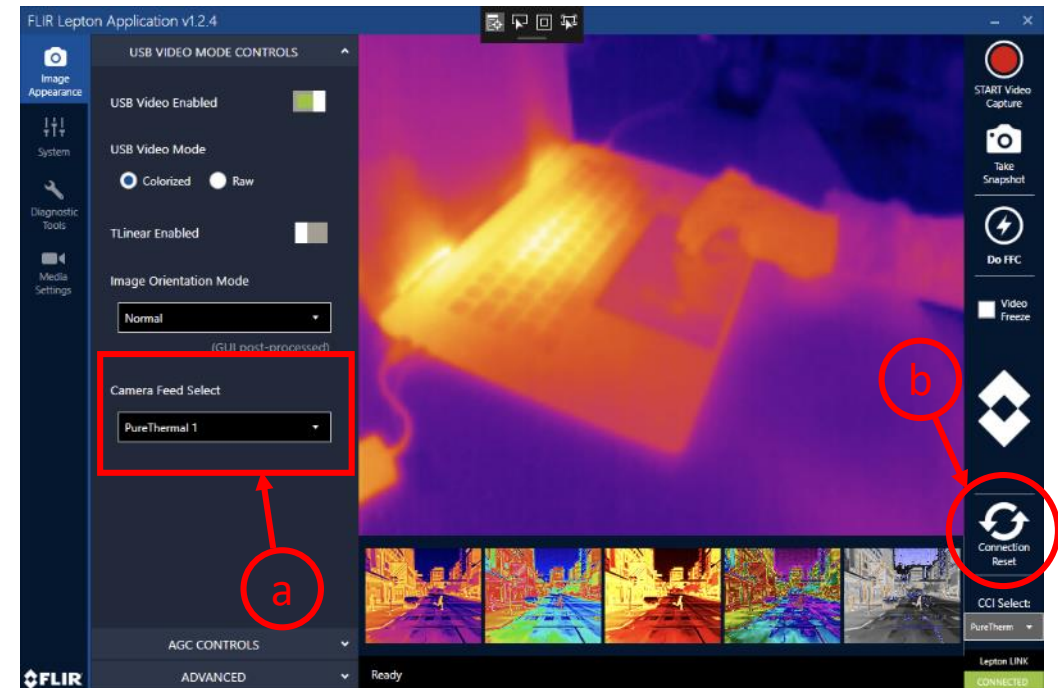 FLIR Lepton Application v1.2.4
Image
Appearance
System
Diagnostic
Tools
Media
Settings
FLIR
USB VIDEO MODE CONTROLS
USB Video Enabled
USB Video Mode
Colorized
Raw
TLinear Enabled
Image Orientation Mode
Normal
(GUI post-processed)
Camera Feed Select
PureThermal 1
a
AGC CONTROLS
ADVANCED
Ready
START Video
Capture
Take
Snapshot
Do FFC
Video
Freeze
b
Connection
Reset
CCI Select:
PureTherm
Lepton LINK
CONNECTED